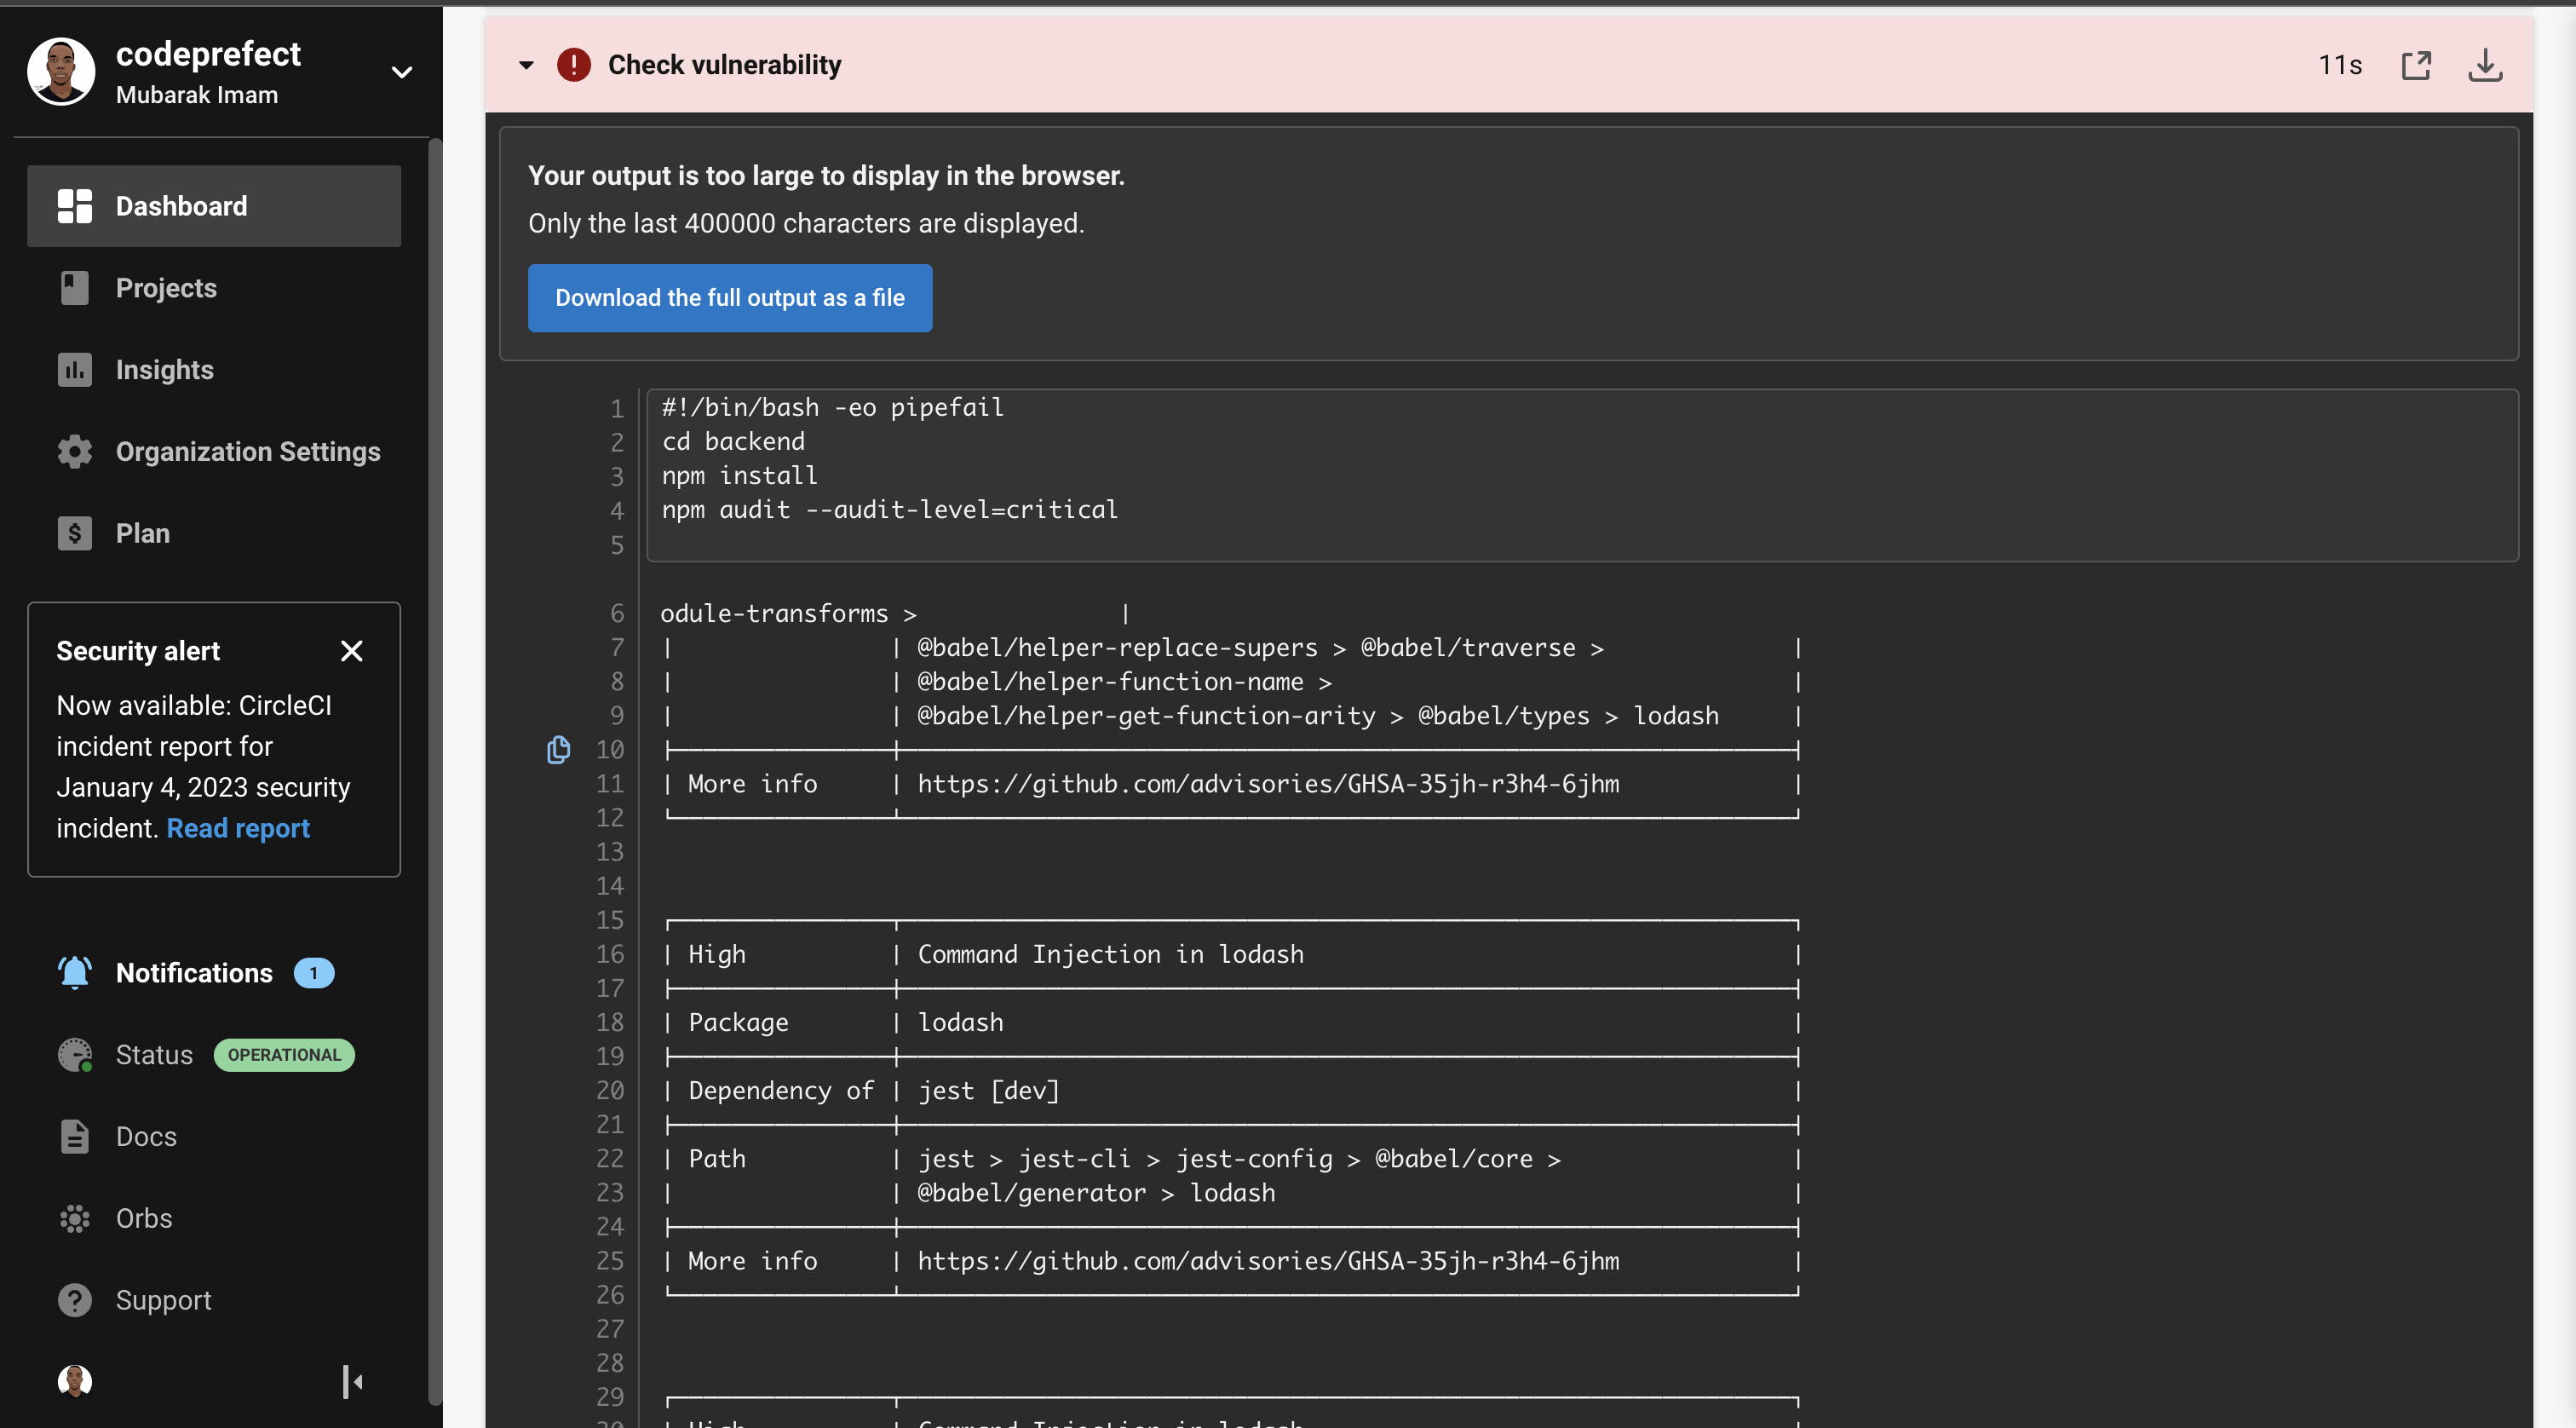 codeprefect
Mubarak Imam
Dashboard
Projects
Insights
Organization Settings
Plan
Security alert
Now available: CircleCI
incident report for
January 4, 2023 security
incident. Read report
Notifications 1
Status OPERATIONAL
Docs
Orbs
Support
Check vulnerability
11s
Your output is too large to display in the browser.
Only the last 400000 characters are displayed.
Download the full output as a file
1 #!/bin/bash -eo pipefail
2 cd backend
3 npm install
4 npm audit --audit-level=critical
5
6 odule-transforms > |
7 | | @babel/helper-replace-supers > @babel/traverse > |
8 | | @babel/helper-function-name > |
9 | | @babel/helper-get-function-arity > @babel/types > lodash |
10
11 | More info | https://github.com/advisories/GHSA-35jh-r3h4-6jhm |
12
13
14
15
16 | High | Command Injection in lodash |
17
18 | Package | lodash |
19
20 | Dependency of | jest [dev] |
21
22 | Path | jest > jest-cli > jest-config > @babel/core > |
23 | | @babel/generator > lodash |
24
25 | More info | https://github.com/advisories/GHSA-35jh-r3h4-6jhm |
26
27
28
29
30 | High | Command Injection in lodash |